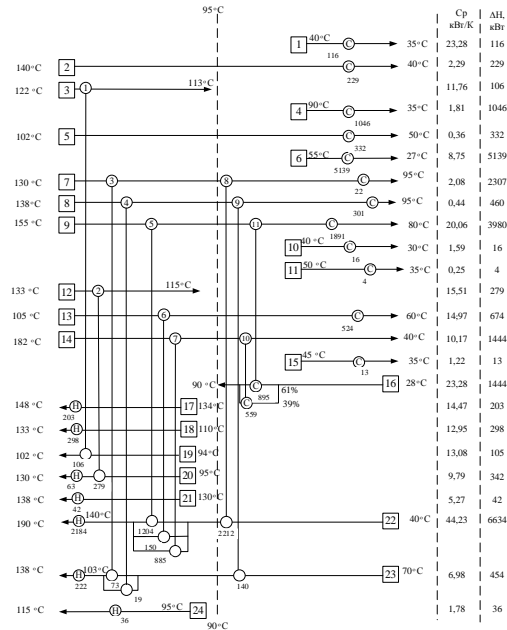 95°C
Ср кВт/К
ΔН, кВт
1 40°C C 116 35°C 23,28 116
140°C 2 C 229 40°C 2,29 229
122 °C 3 1 113°C 11,76 106
4 90°C C 1046 35°C 1,81 1046
102°C 5 C 332 50°C 0,36 332
6 55°C C 5139 27°C 8,75 5139
130 °C 7 3 8 C 22 95°C 2,08 2307
138°C 8 4 9 C 301 95°C 0,44 460
155°C 9 5 11 C 1891 80°C 20,06 3980
10 40 °C C 16 30°C 1,59 16
11 50 °C C 4 35°C 0,25 4
133 °C 12 2 115°C 15,51 279
105 °C 13 6 C 524 60°C 14,97 674
182 °C 14 7 10 40°C 10,17 1444
15 45 °C C 13 35°C 1,22 13
90 °C C 895 61% 16 28°C 23,28 1444
C 559 39%
148 °C H 203 17 134°C 14,47 203
133 °C H 298 18 110°C 12,95 298
102 °C 106 19 94°C 13,08 105
130 °C H 63 279 20 95°C 9,79 342
138 °C H 42 21 130°C 5,27 42
190 °C H 2184 140°C 1204 2212 22 40°C 44,23 6634
150
885
138 °C H 222 103°C 73 140 23 70°C 6,98 454
19
115 °C H 36 95°C 24 1,78 36
90°C